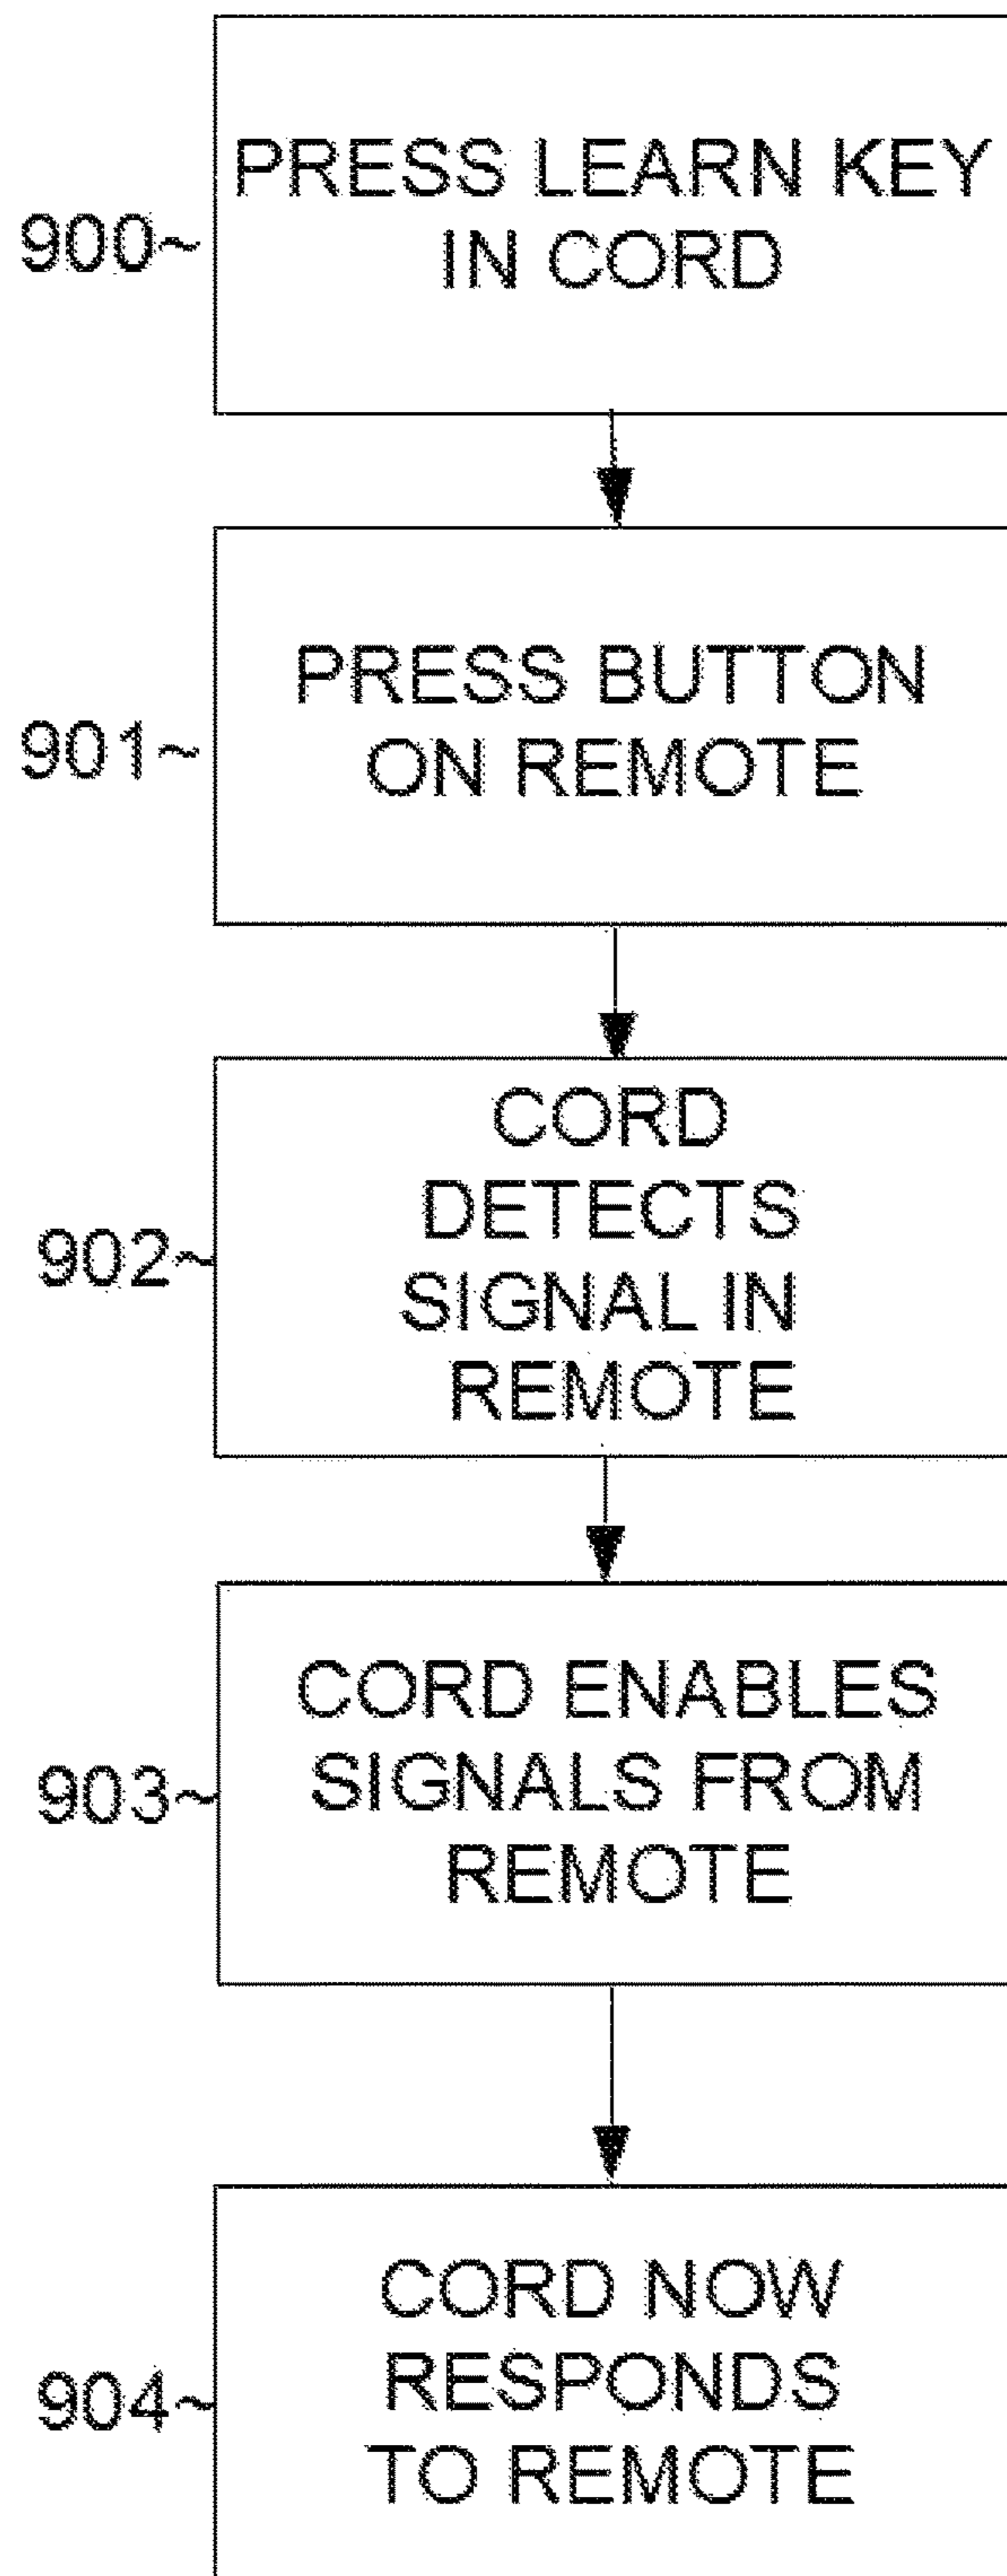 PRESS LEARN KEY
IN CORD
900~
PRESS BUTTON
ON REMOTE
901~
CORD
DETECTS
SIGNAL IN
REMOTE
902~
CORD ENABLES
SIGNALS FROM
REMOTE
903~
CORD NOW
RESPONDS
TO REMOTE
904~